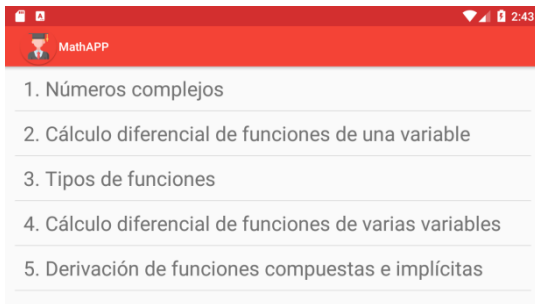 2:43
MathAPP
1. Números complejos
2. Cálculo diferencial de funciones de una variable
3. Tipos de funciones
4. Cálculo diferencial de funciones de varias variables
5. Derivación de funciones compuestas e implícitas